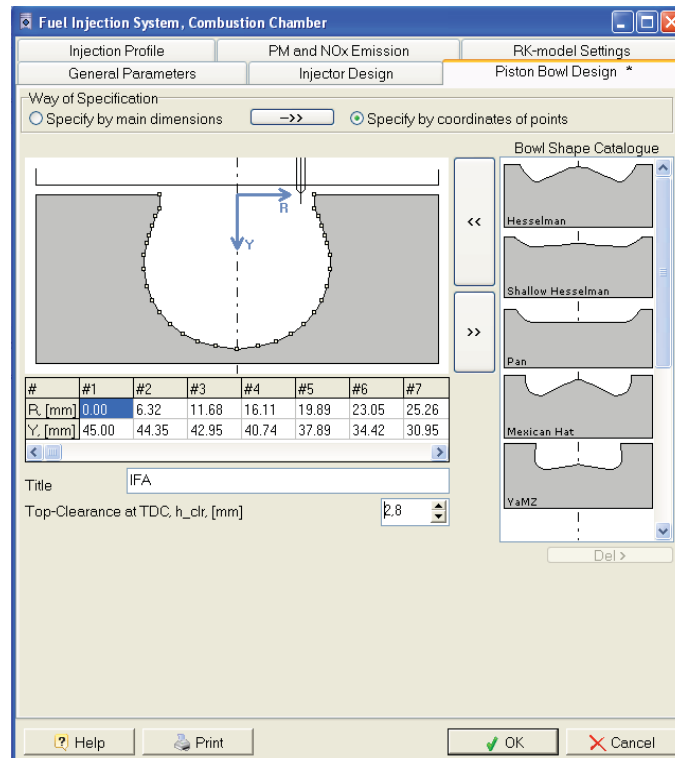 Fuel Injection System, Combustion Chamber
Injection Profile PM and NOx Emission RK-model Settings
General Parameters Injector Design Piston Bowl Design *
Way of Specification
Specify by main dimensions —>> Specify by coordinates of points
Bowl Shape Catalogue
R
Y
<<
>>
Hesselman
Shallow Hesselman
Pan
Mexican Hat
YaMZ
# #1 #2 #3 #4 #5 #6 #7
R, [mm] 0.00 6.32 11.68 16.11 19.89 23.05 25.26
Y, [mm] 45.00 44.35 42.95 40.74 37.89 34.42 30.95
Title IFA
Top-Clearance at TDC, h_clr, [mm] 2,8
Del >
Help Print OK Cancel